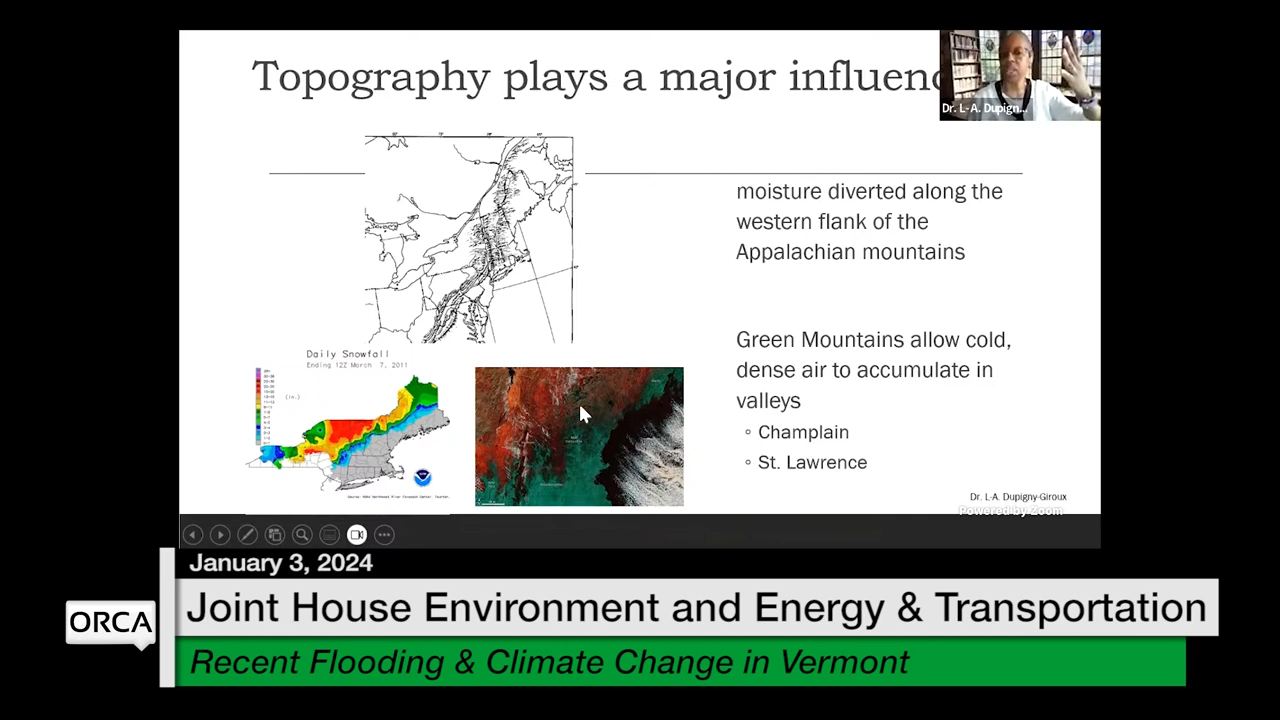 Topography plays a major influenc
Dr. L-A. Dupign...
moisture diverted along the
western flank of the
Appalachian mountains
Daily Snowfall
Ending 12Z March 7, 2011
(in.)
Green Mountains allow cold,
dense air to accumulate in
valleys
Champlain
St. Lawrence
Dr. L-A. Dupigny-Giroux
Powered by Zoom
January 3, 2024
ORCA
Joint House Environment and Energy & Transportation
Recent Flooding & Climate Change in Vermont